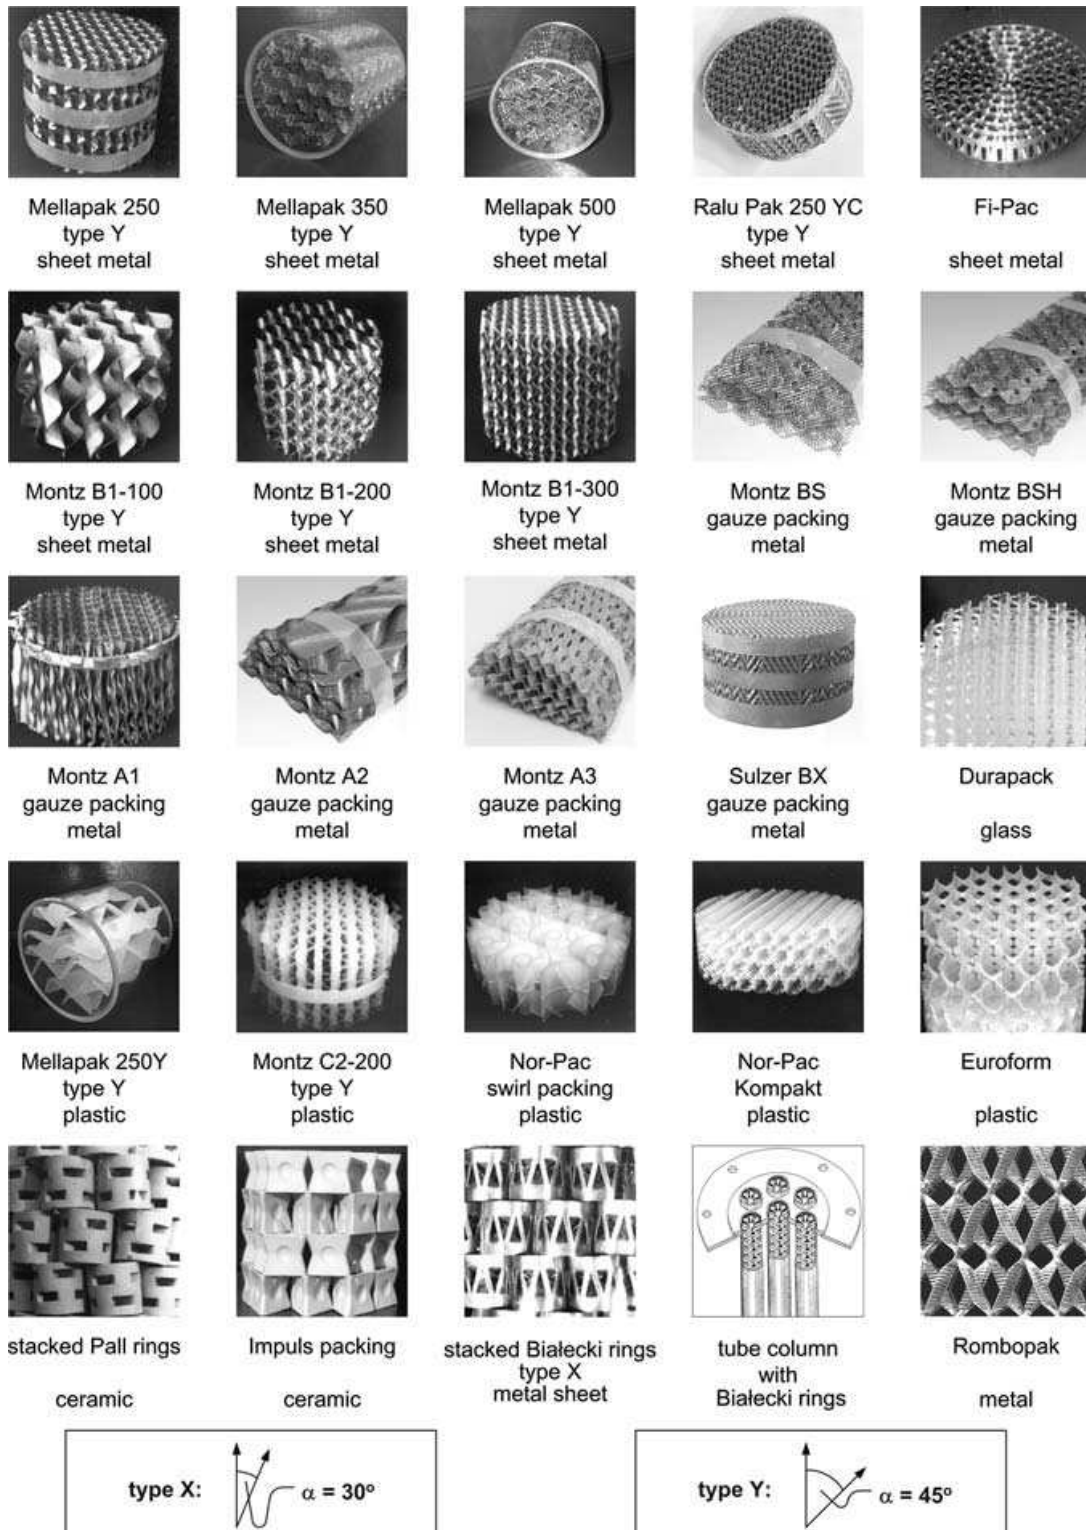 Mellapak 250
type Y
sheet metal
Mellapak 350
type Y
sheet metal
Mellapak 500
type Y
sheet metal
Ralu Pak 250 YC
type Y
sheet metal
Fi-Pac
sheet metal
Montz B1-100
type Y
sheet metal
Montz B1-200
type Y
sheet metal
Montz B1-300
type Y
sheet metal
Montz BS
gauze packing
metal
Montz BSH
gauze packing
metal
Montz A1
gauze packing
metal
Montz A2
gauze packing
metal
Montz A3
gauze packing
metal
Sulzer BX
gauze packing
metal
Durapack
glass
Mellapak 250Y
type Y
plastic
Montz C2-200
type Y
plastic
Nor-Pac
swirl packing
plastic
Nor-Pac
Kompakt
plastic
Euroform
plastic
stacked Pall rings
ceramic
Impuls packing
ceramic
stacked Białecki rings
type X
metal sheet
tube column
with
Białecki rings
Rombopak
metal
type X: α = 30º
type Y: α = 45º